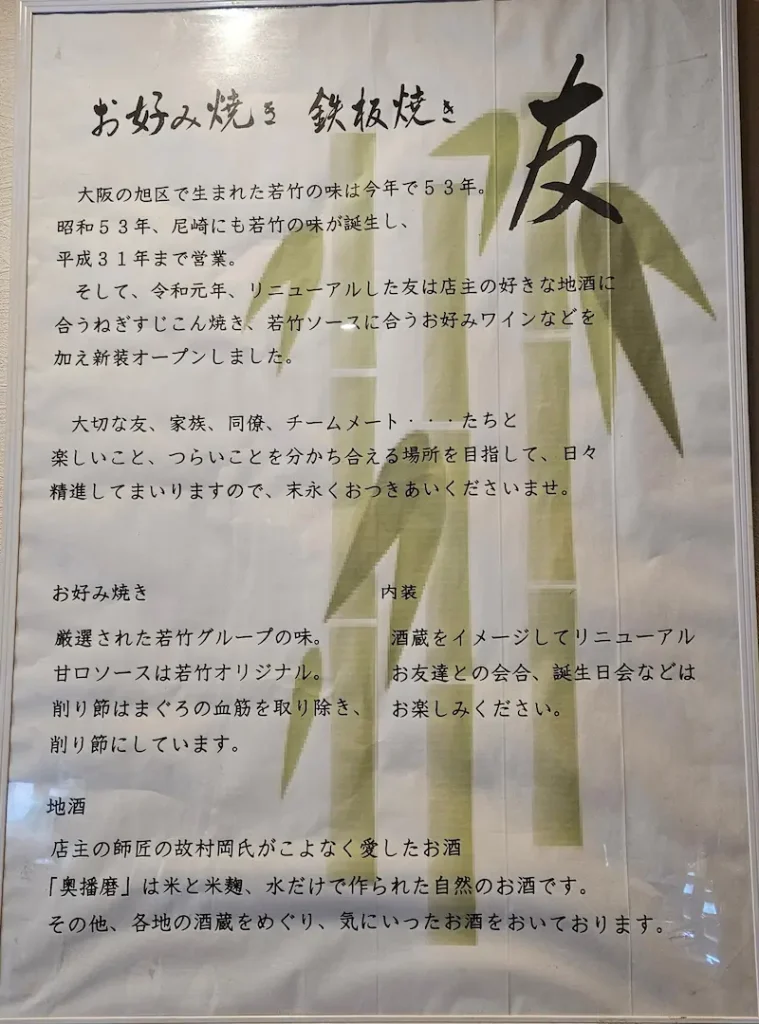 お好み焼き 鉄板焼き 友
大阪の旭区で生まれた若竹の味は今年で５３年。
昭和５３年、尼崎にも若竹の味が誕生し、
平成３１年まで営業。
そして、令和元年、リニューアルした友は店主の好きな地酒に
合うねぎすじこん焼き、若竹ソースに合うお好みワインなどを
加え新装オープンしました。
大切な友、家族、同僚、チームメート・・・たちと
楽しいこと、つらいことを分かち合える場所を目指して、日々
精進してまいりますので、末永くおつきあいくださいませ。
お好み焼き
厳選された若竹グループの味。
甘口ソースは若竹オリジナル。
削り節はまぐろの血筋を取り除き、
削り節にしています。
内装
酒蔵をイメージしてリニューアル
お友達との会合、誕生日会などは
お楽しみください。
地酒
店主の師匠の故村岡氏がこよなく愛したお酒
「奥播磨」は米と米麹、水だけで作られた自然のお酒です。
その他、各地の酒蔵をめぐり、気にいったお酒をおいております。